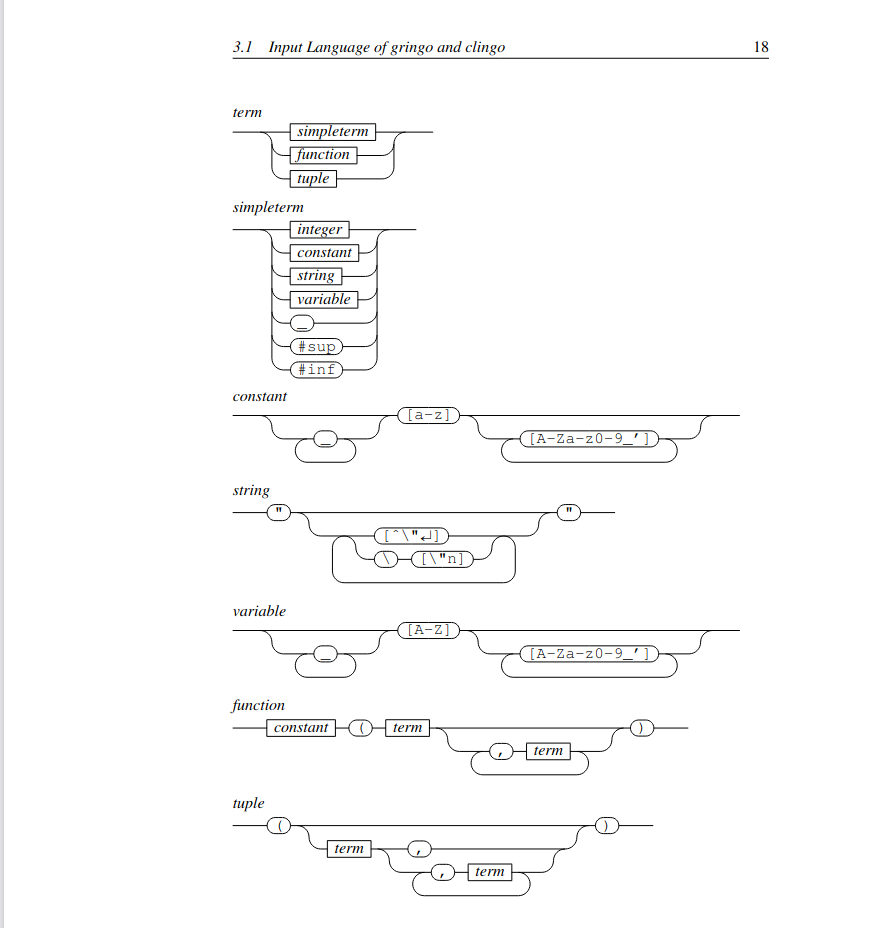 3.1 Input Language of gringo and clingo 18
term
simpleterm
function
tuple
simpleterm
integer
constant
string
variable
_
#sup
#inf
constant
[a-z]
_ [A-Za-z0-9_']
string
" "
[^\"↵]
\ [\"n]
variable
[A-Z]
_ [A-Za-z0-9_']
function
constant ( term )
, term
tuple
( )
term ,
, term